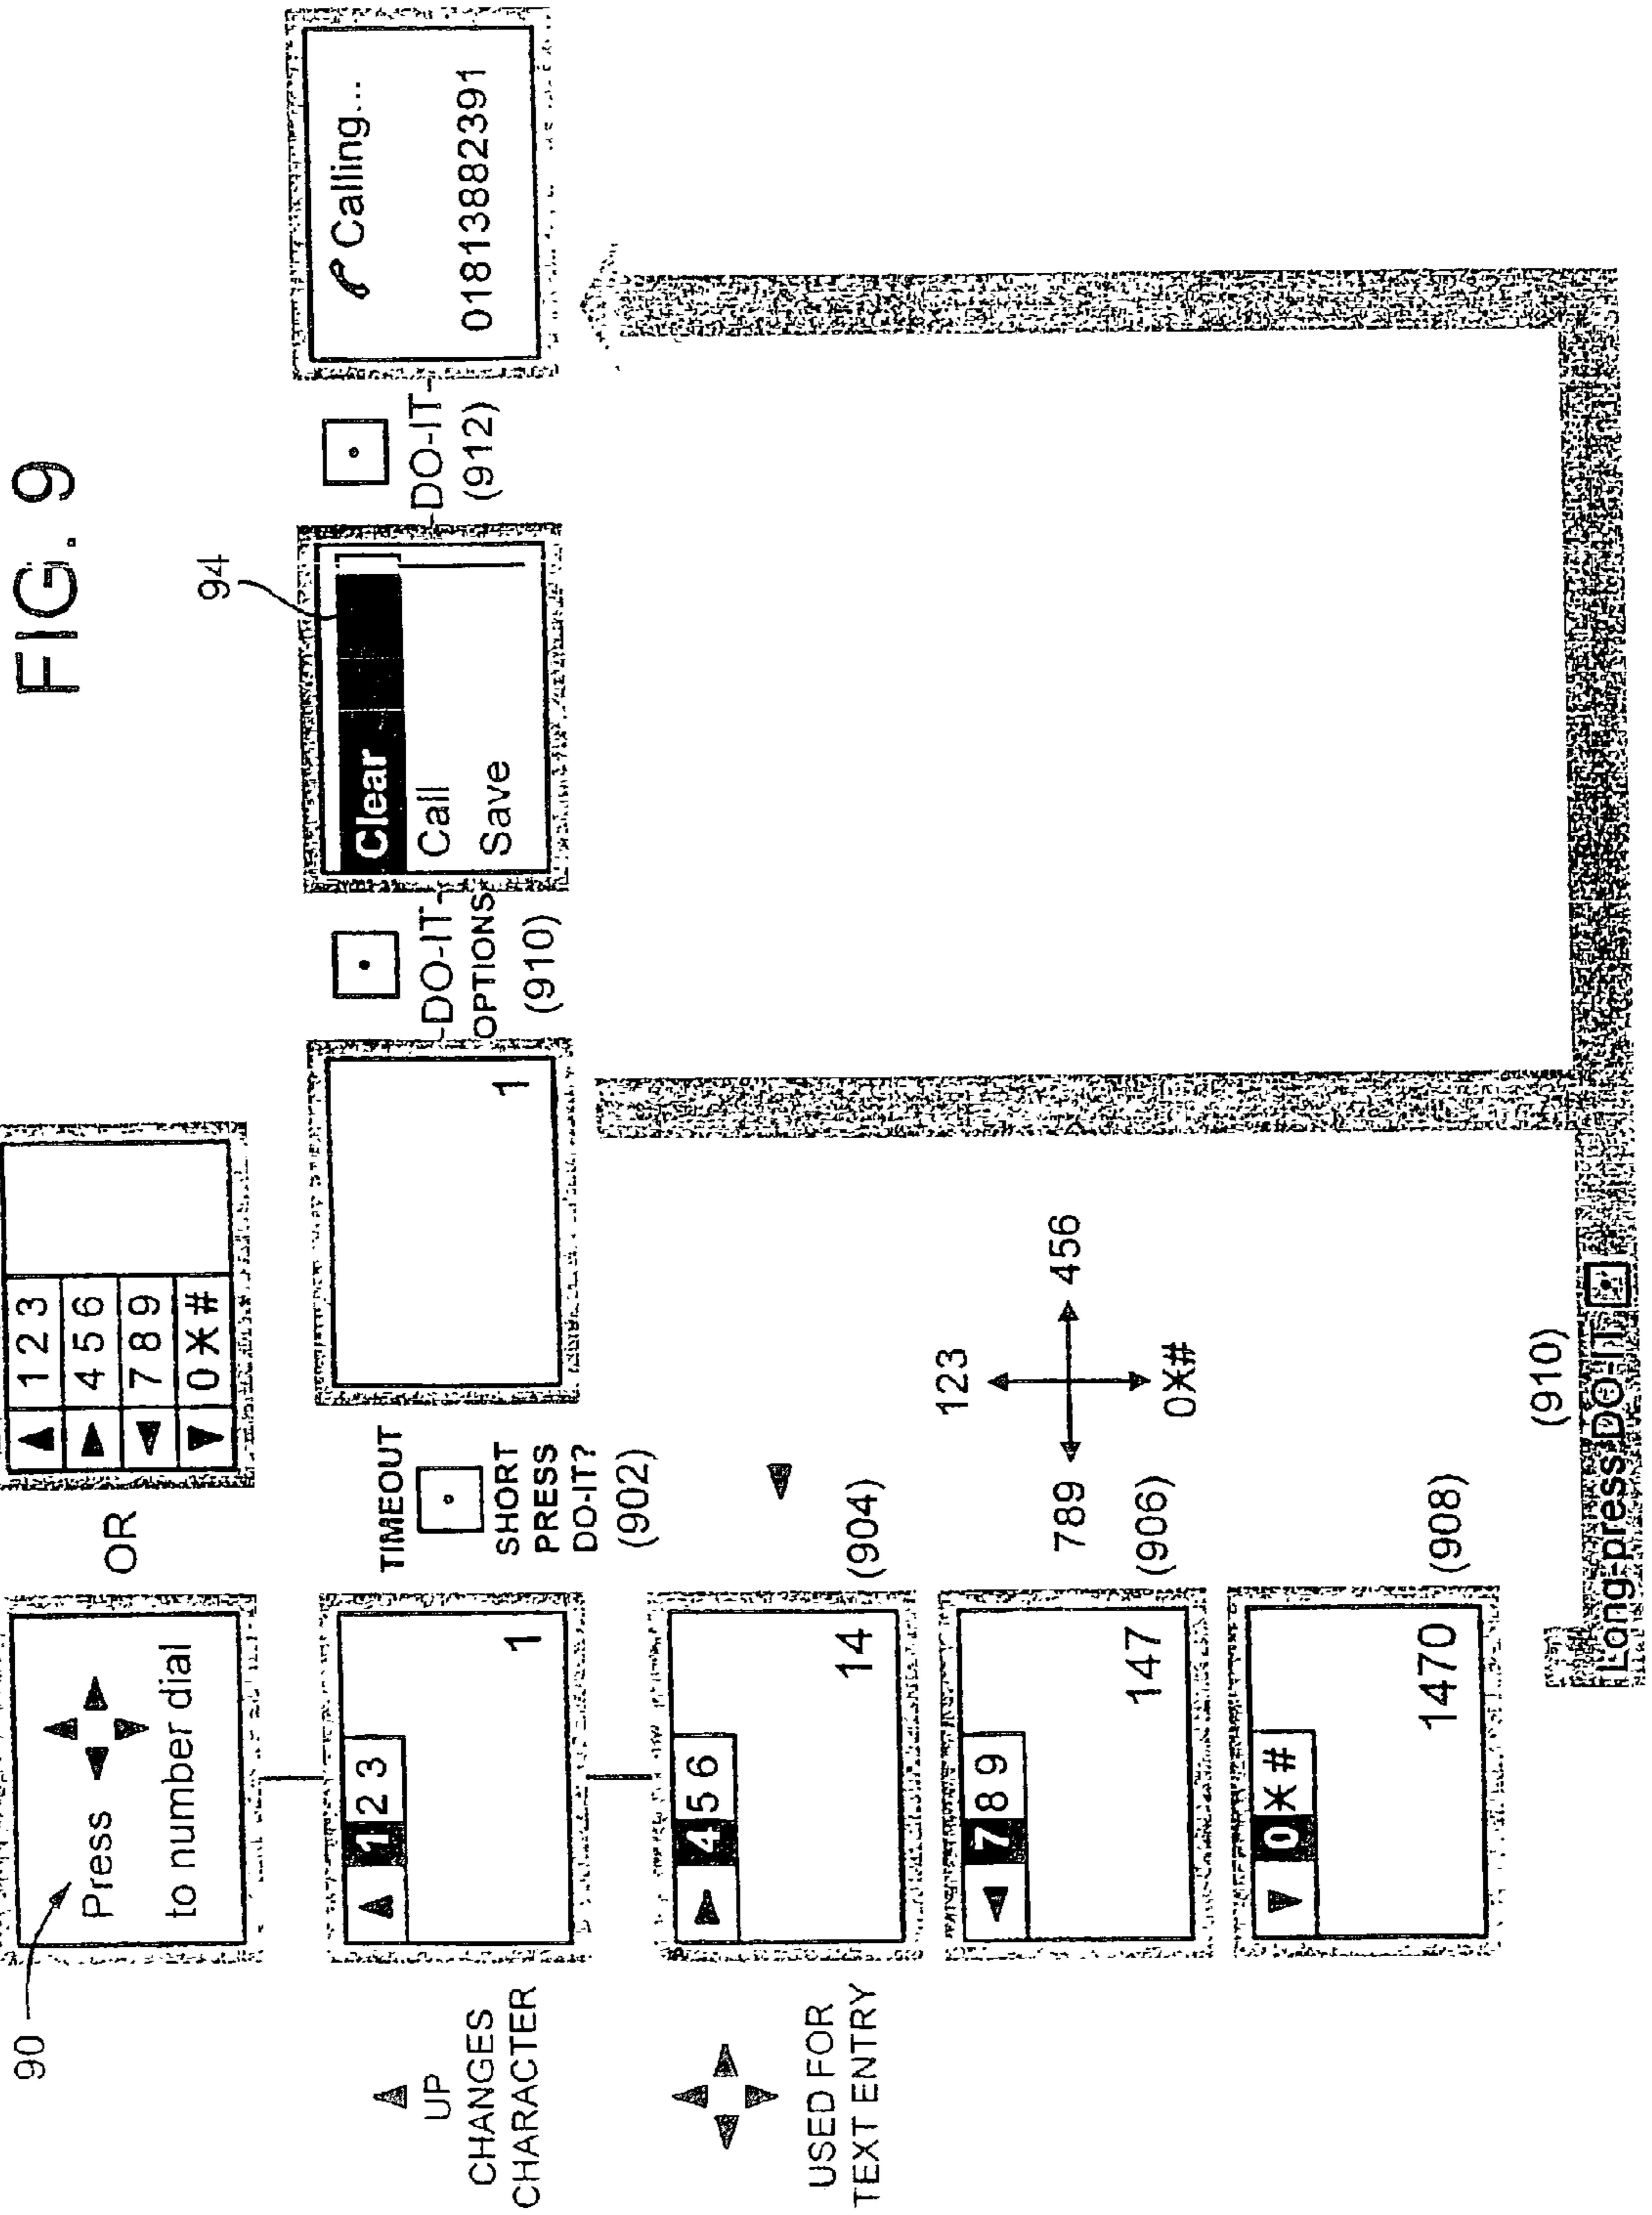 FIG. 9
90
Press
to number dial
OR
1 2 3
4 5 6
7 8 9
0 * #
UP
CHANGES
CHARACTER
1 2 3
1
TIMEOUT
SHORT
PRESS
DO-IT?
(902)
1
DO-IT
OPTIONS
(910)
94
Clear
Call
Save
DO-IT
(912)
Calling...
01813882391
USED FOR
TEXT ENTRY
4 5 6
14
(904)
7 8 9
147
(906)
123
789
456
0*#
0 * #
1470
(908)
(910)
Long press DO IT